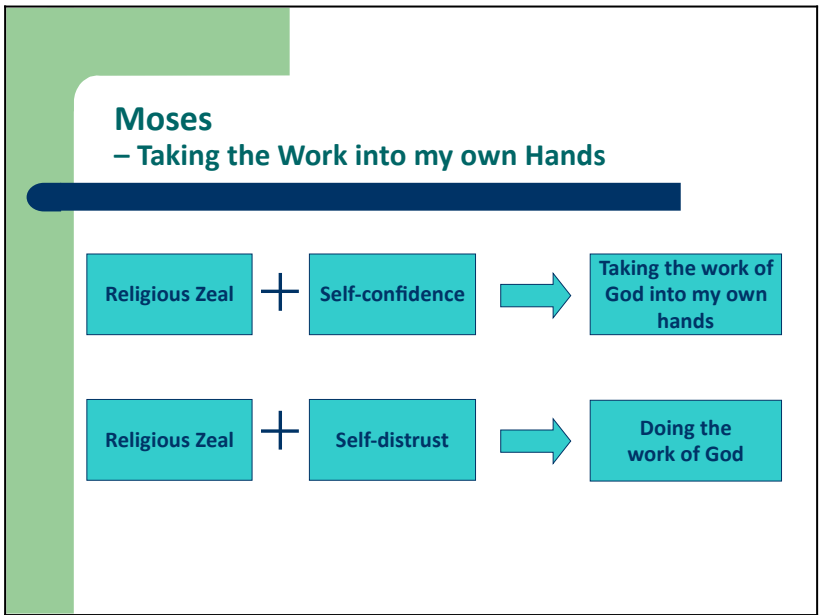 Moses
– Taking the Work into my own Hands
Religious Zeal + Self-confidence
Taking the work of
God into my own
hands
Religious Zeal + Self-distrust
Doing the
work of God